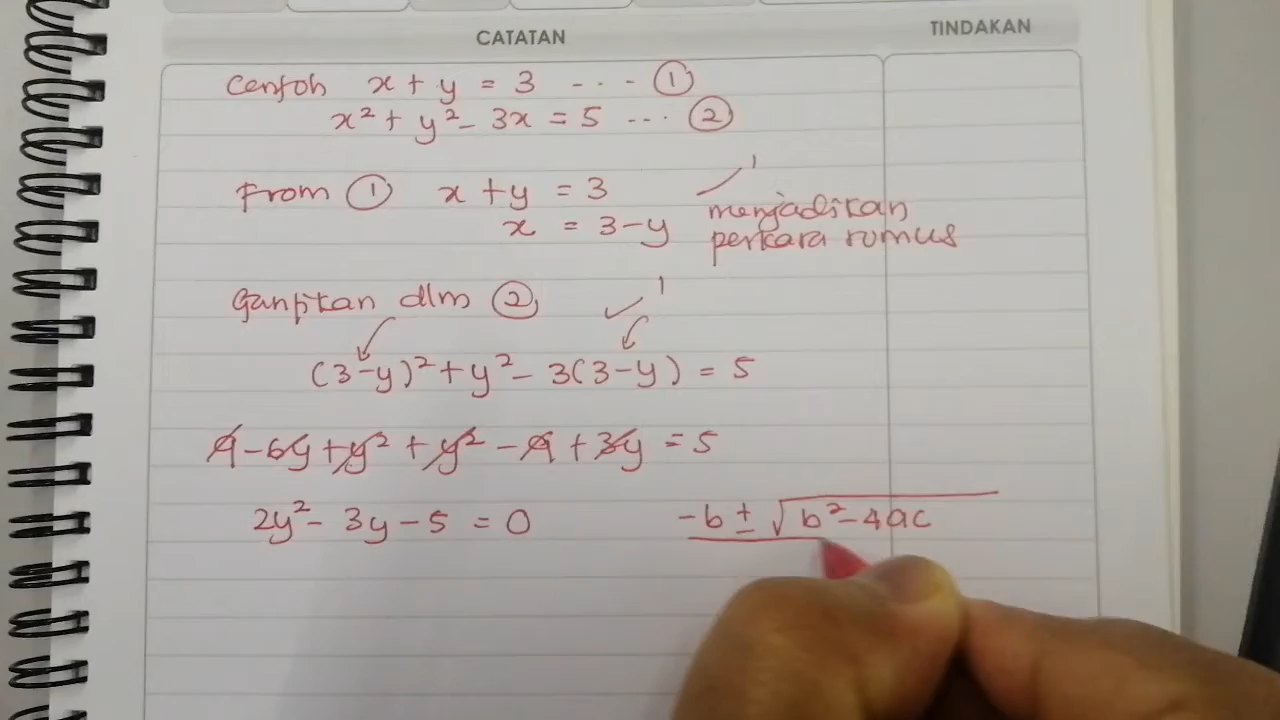 CATATAN TINDAKAN
Contoh x + y = 3 ---- ①
x² + y² - 3x = 5 --- ②
From ① x + y = 3 1
x = 3 - y menjadikan
perkara rumus
Gantikan dlm ② ✓ 1
(3 - y)² + y² - 3(3 - y) = 5
9 - 6y + y² + y² - 9 + 3y = 5
2y² - 3y - 5 = 0 -b ± √b² - 4ac